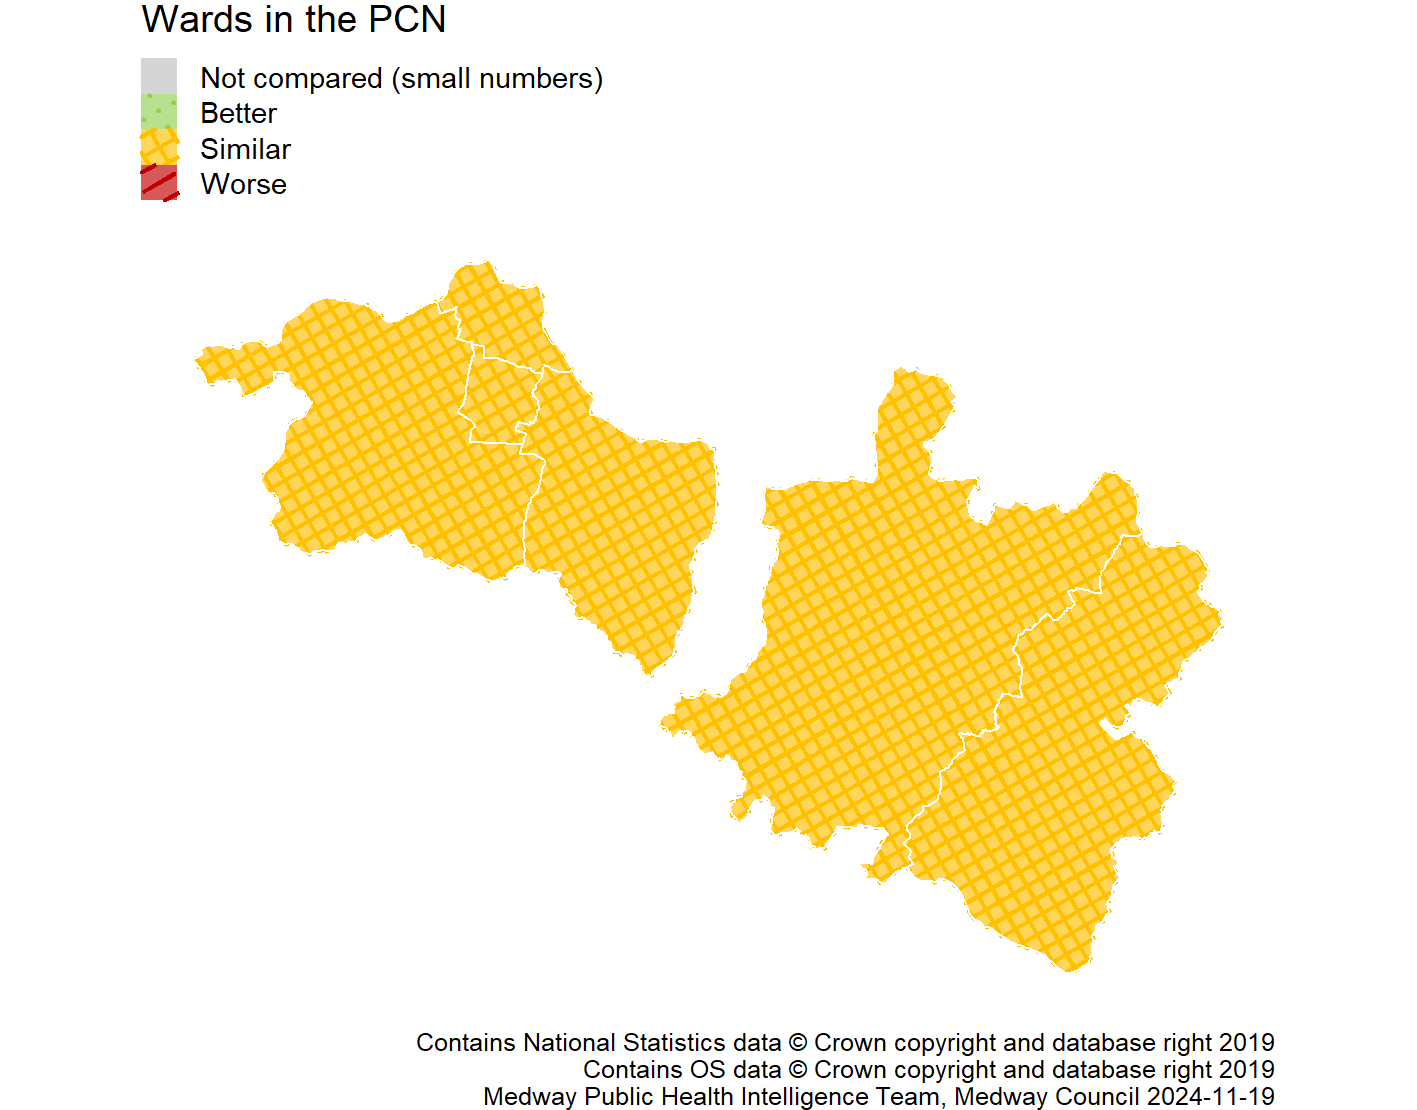 Wards in the PCN
Not compared (small numbers)
Better
Similar
Worse
Contains National Statistics data © Crown copyright and database right 2019
Contains OS data © Crown copyright and database right 2019
Medway Public Health Intelligence Team, Medway Council 2024-11-19